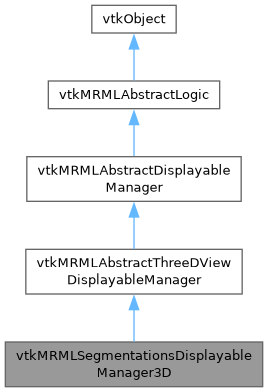 vtkObject
vtkMRMLAbstractLogic
vtkMRMLAbstractDisplayable
Manager
vtkMRMLAbstractThreeDView
DisplayableManager
vtkMRMLSegmentationsDisplayable
Manager3D